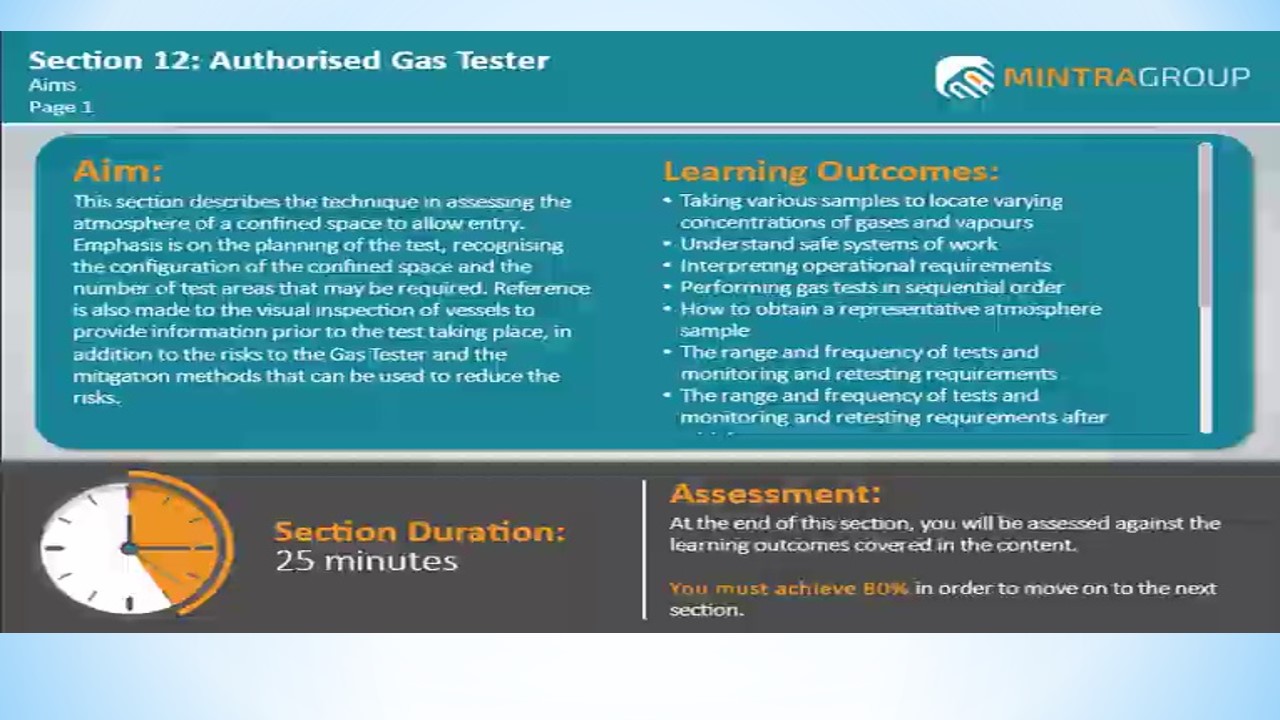 Section 12: Authorised Gas Tester
Aims
Page 1
MINTRAGROUP
Aim:
This section describes the technique in assessing the
atmosphere of a confined space to allow entry.
Emphasis is on the planning of the test, recognising
the configuration of the confined space and the
number of test areas that may be required. Reference
is also made to the visual inspection of vessels to
provide information prior to the test taking place, in
addition to the risks to the Gas Tester and the
mitigation methods that can be used to reduce the
risks.
Learning Outcomes:
• Taking various samples to locate varying
concentrations of gases and vapours
• Understand safe systems of work
• Interpreting operational requirements
• Performing gas tests in sequential order
• How to obtain a representative atmosphere
sample
• The range and frequency of tests and
monitoring and retesting requirements
• The range and frequency of tests and
monitoring and retesting requirements after
Section Duration:
25 minutes
Assessment:
At the end of this section, you will be assessed against the
learning outcomes covered in the content.
You must achieve 80% in order to move on to the next
section.